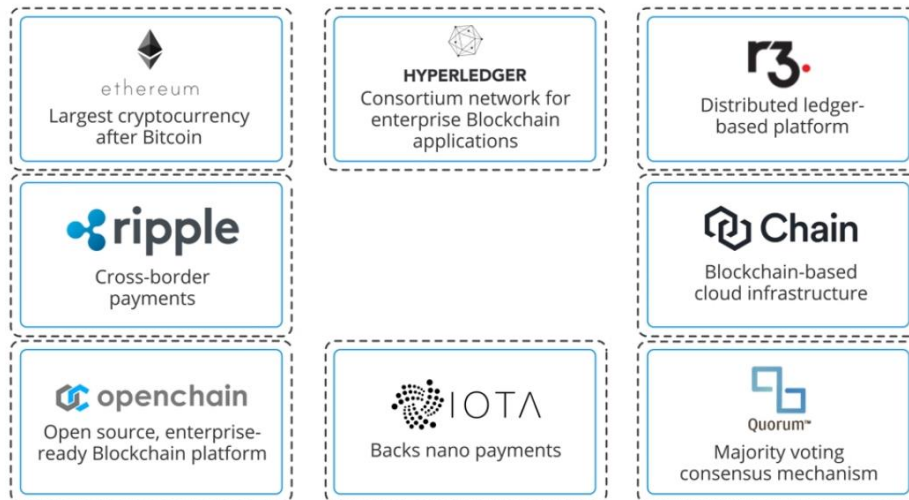 ethereum
Largest cryptocurrency
after Bitcoin
HYPERLEDGER
Consortium network for
enterprise Blockchain
applications
r3.
Distributed ledger-
based platform
ripple
Cross-border
payments
Chain
Blockchain-based
cloud infrastructure
openchain
Open source, enterprise-
ready Blockchain platform
IOTA
Backs nano payments
Quorum™
Majority voting
consensus mechanism